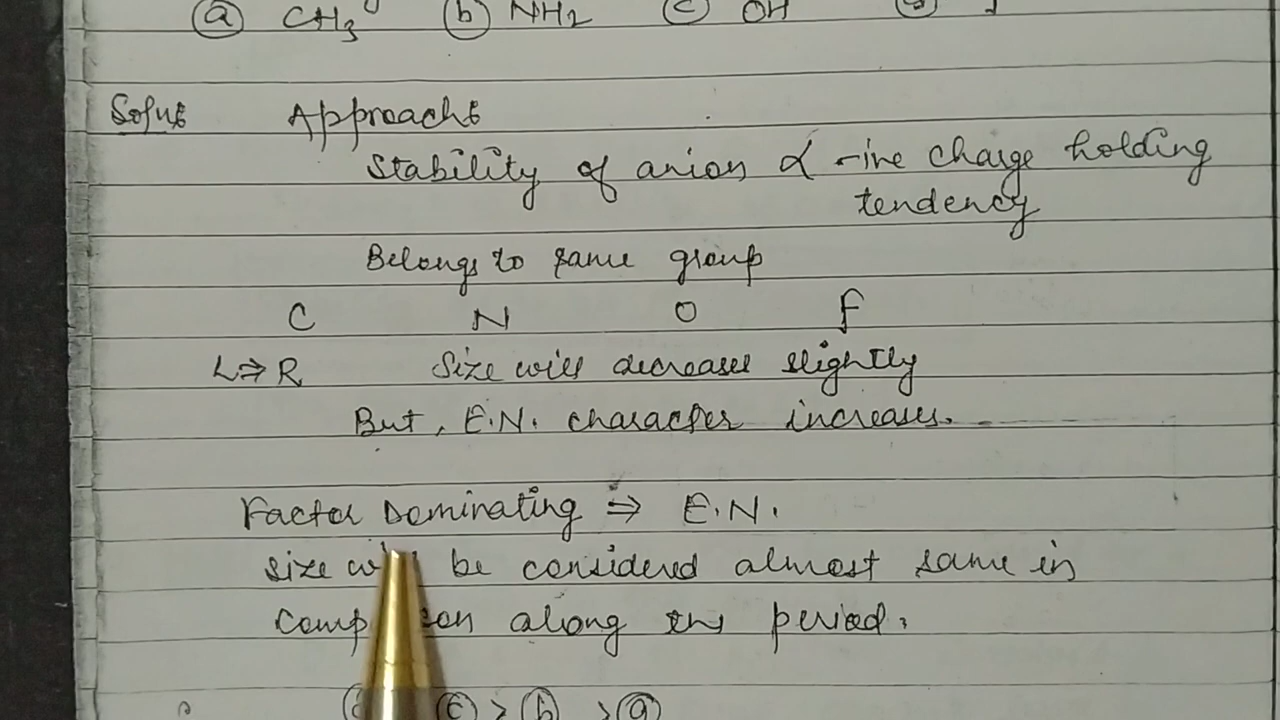 (a) CH3 (b) NH2 (c) OH
Solut Approach:
Stability of anion ∝ -ive charge holding
tendency
Belongs to same group
C N O F
L⇒R Size will decreases slightly
But, E.N. character increases.
Factor Dominating ⇒ E.N.
size be considered almost same in
along the period.
(c) > (b) > (a)